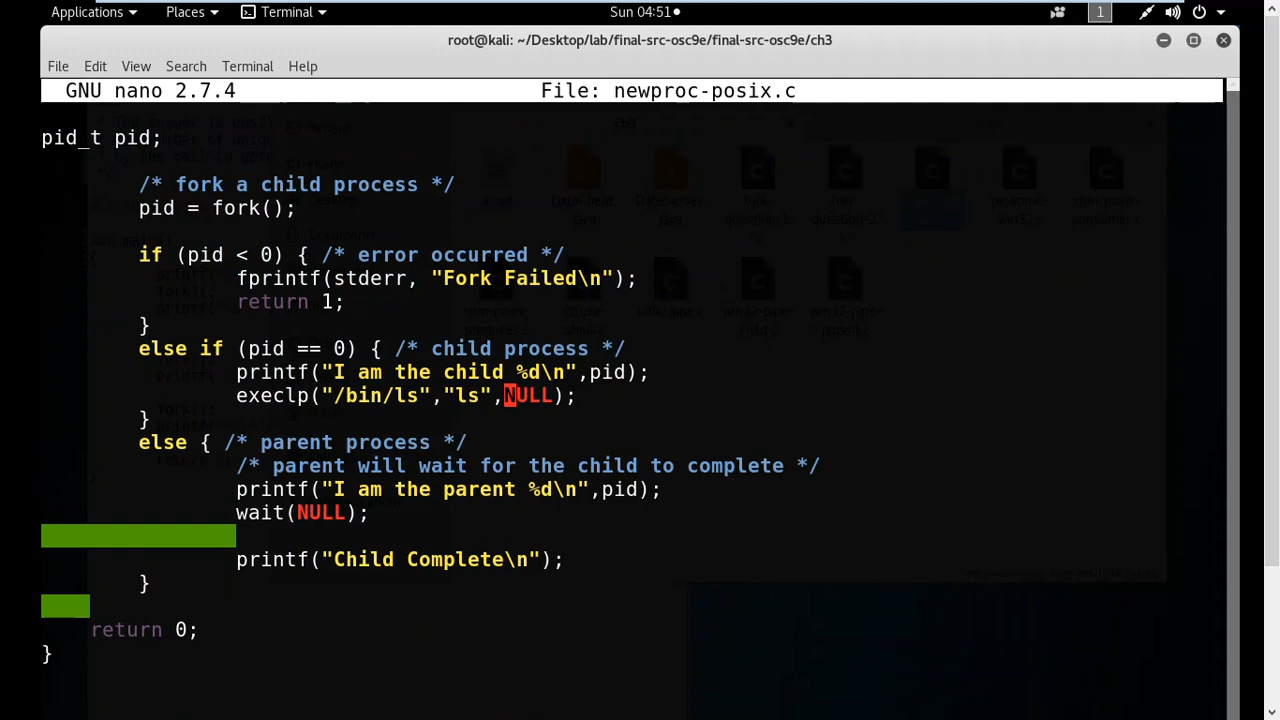 Applications Places Terminal Sun 04:51 1
root@kali: ~/Desktop/lab/final-src-osc9e/final-src-osc9e/ch3
File Edit View Search Terminal Help
GNU nano 2.7.4 File: newproc-posix.c
pid_t pid;
/* fork a child process */
pid = fork();
if (pid < 0) { /* error occurred */
fprintf(stderr, "Fork Failed\n");
return 1;
}
else if (pid == 0) { /* child process */
printf("I am the child %d\n",pid);
execlp("/bin/ls","ls",NULL);
}
else { /* parent process */
/* parent will wait for the child to complete */
printf("I am the parent %d\n",pid);
wait(NULL);
printf("Child Complete\n");
}
return 0;
}